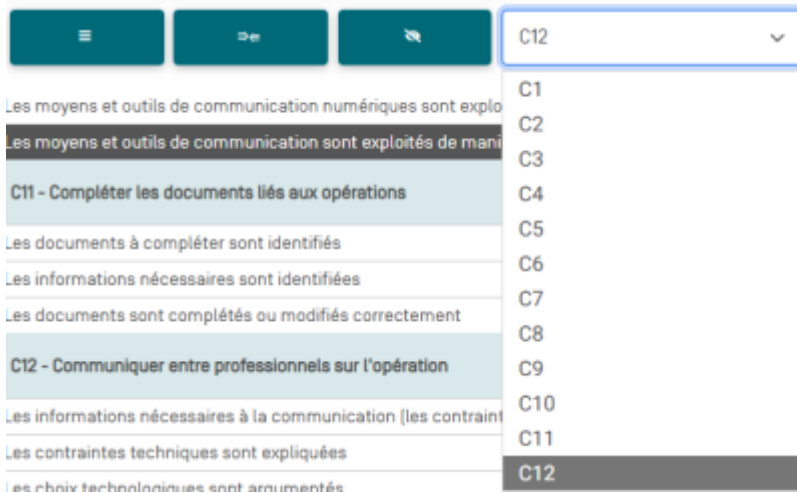 C12
C1
C2
C3
C4
C5
C6
C7
C8
C9
C10
C11
C12
Les moyens et outils de communication numériques sont explo
Les moyens et outils de communication sont exploités de mani
C11 - Compléter les documents liés aux opérations
Les documents à compléter sont identifiés
Les informations nécessaires sont identifiées
Les documents sont complétés ou modifiés correctement
C12 - Communiquer entre professionnels sur l'opération
Les informations nécessaires à la communication (les contraint
Les contraintes techniques sont expliquées
Les choix technologiques sont argumentés